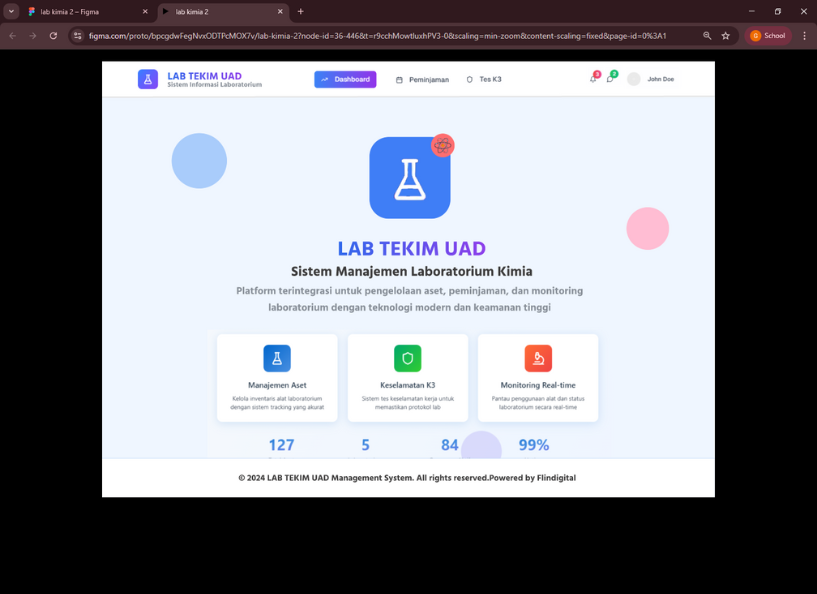 lab kimia 2 – Figma
lab kimia 2
figma.com/proto/bpcgdwFegNvxODTPcMOX7v/lab-kimia-2?node-id=36-446&t=r9cchMowtluxhPV3-0&scaling=min-zoom&content-scaling=fixed&page-id=0%3A1
G School
LAB TEKIM UAD
Sistem Informasi Laboratorium
Dashboard
Peminjaman
Tes K3
3
2
John Doe
LAB TEKIM UAD
Sistem Manajemen Laboratorium Kimia
Platform terintegrasi untuk pengelolaan aset, peminjaman, dan monitoring
laboratorium dengan teknologi modern dan keamanan tinggi
Manajemen Aset
Kelola inventaris alat laboratorium
dengan sistem tracking yang akurat
Keselamatan K3
Sistem tes keselamatan kerja untuk
memastikan protokol lab
Monitoring Real-time
Pantau penggunaan alat dan status
laboratorium secara real-time
127 5 84 99%
© 2024 LAB TEKIM UAD Management System. All rights reserved.Powered by Flindigital